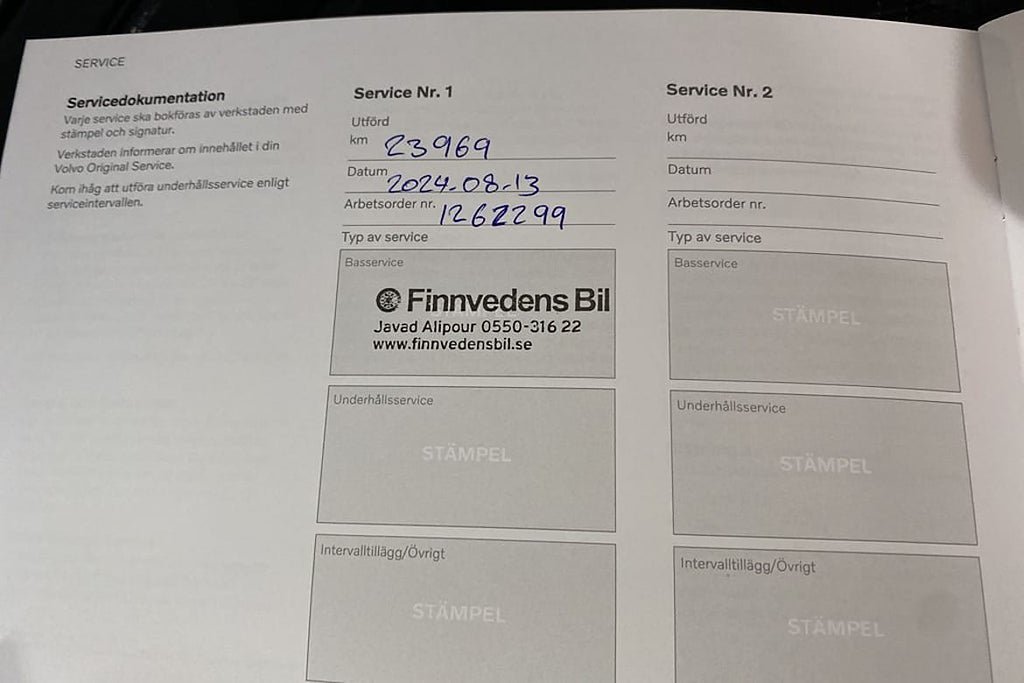 SERVICE
Servicedokumentation
Varje service ska bokföras av verkstaden med
stämpel och signatur.
Verkstaden informerar om innehållet i din
Volvo Original Service.
Kom ihåg att utföra underhållsservice enligt
serviceintervallen.
Service Nr. 1
Utförd
km 23969
Datum 2024-08-13
Arbetsorder nr. 1262299
Typ av service
Basservice
STÄMPEL
Finnvedens Bil
Javad Alipour 0550-316 22
www.finnvedensbil.se
Underhållsservice
STÄMPEL
Intervalltillägg/Övrigt
STÄMPEL
Service Nr. 2
Utförd
km
Datum
Arbetsorder nr.
Typ av service
Basservice
STÄMPEL
Underhållsservice
STÄMPEL
Intervalltillägg/Övrigt
STÄMPEL